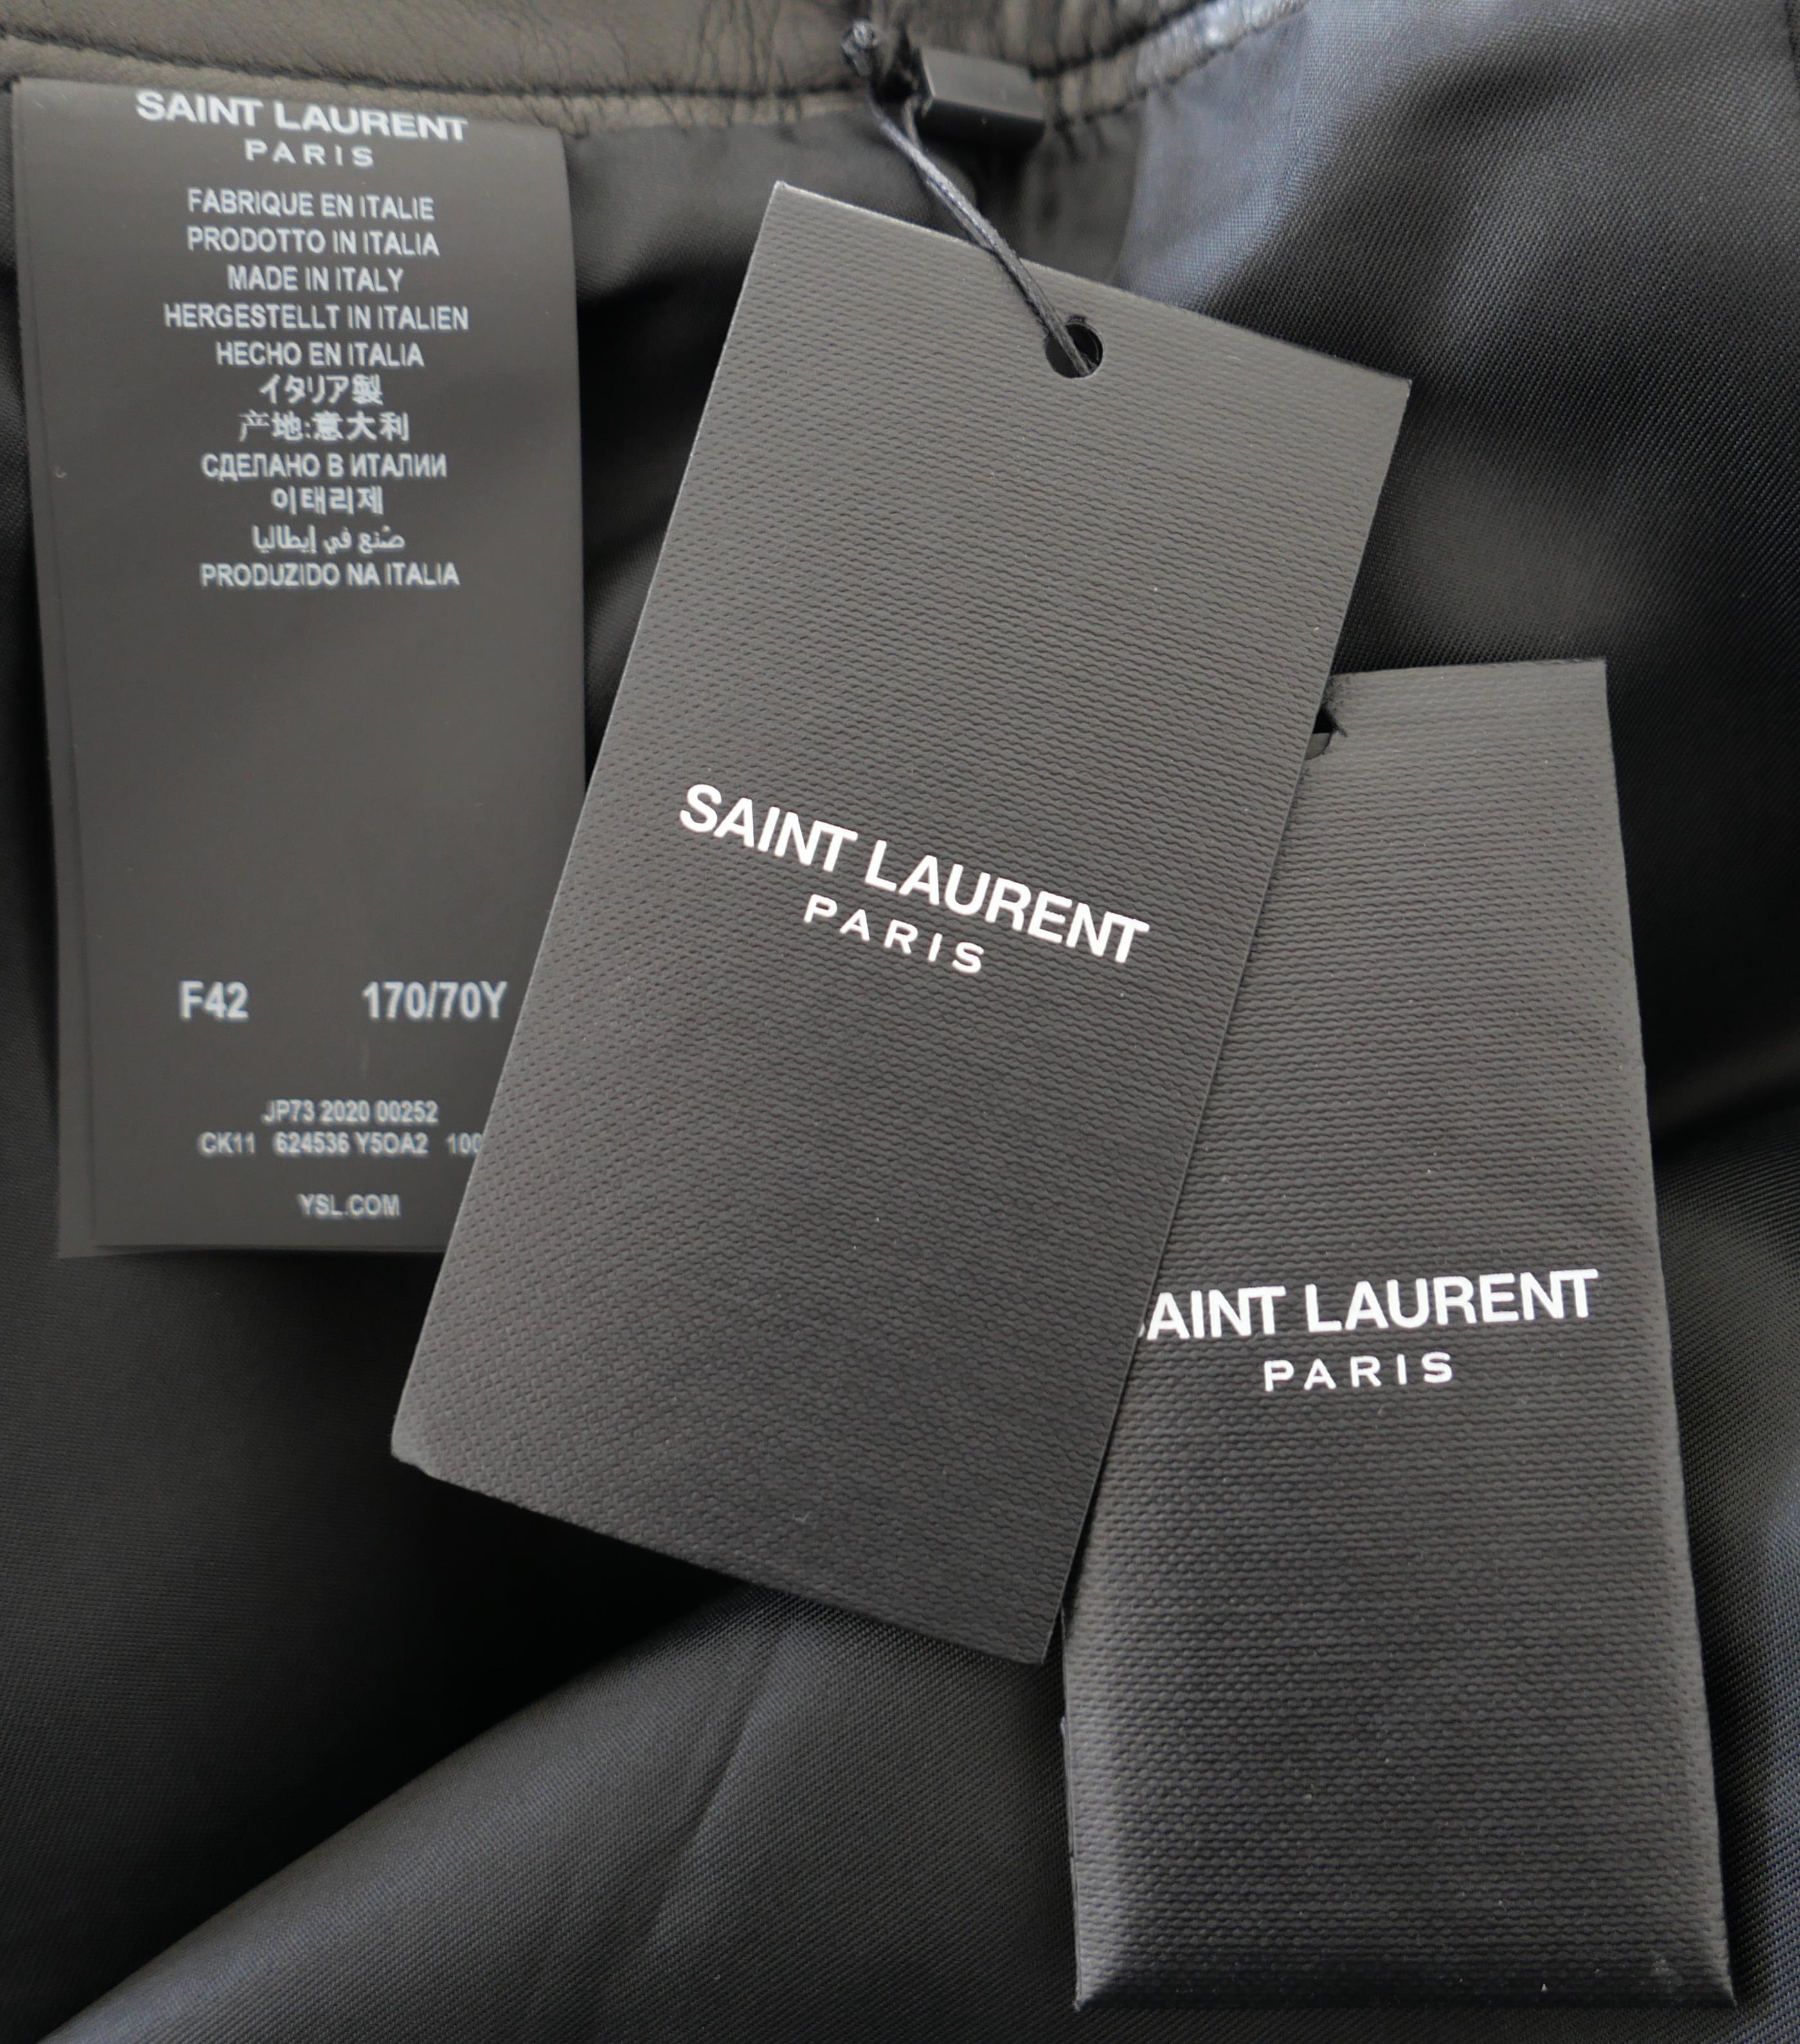 SAINT LAURENT
PARIS
FABRIQUE EN ITALIE
PRODOTTO IN ITALIA
MADE IN ITALY
HERGESTELLT IN ITALIEN
HECHO EN ITALIA
イタリア製
产地:意大利
СДЕЛАНО В ИТАЛИИ
이태리제
صُنع في إيطاليا
PRODUZIDO NA ITALIA
F42 170/70Y
JP73 2020 00252
CK11 624536 Y5OA2 100
YSL.COM
SAINT LAURENT
PARIS
SAINT LAURENT
PARIS